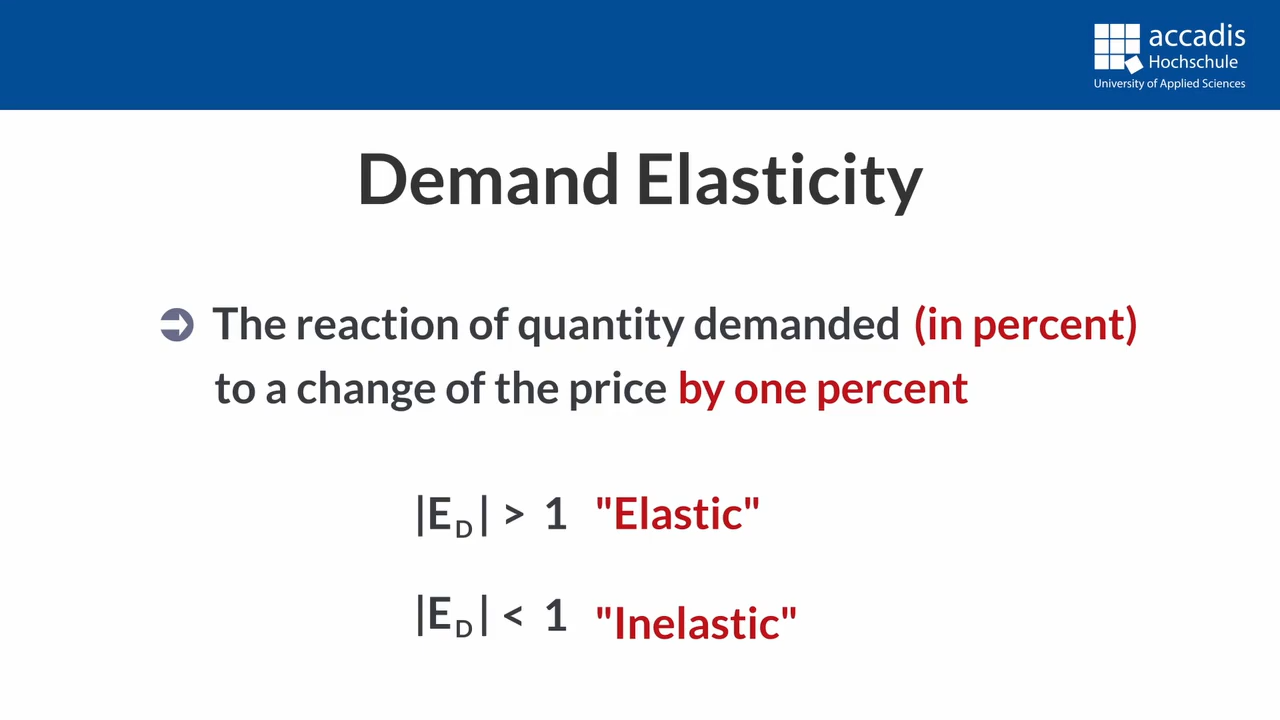 accadis
Hochschule
University of Applied Sciences
Demand Elasticity
The reaction of quantity demanded (in percent)
to a change of the price by one percent
|E_D| > 1 "Elastic"
|E_D| < 1 "Inelastic"